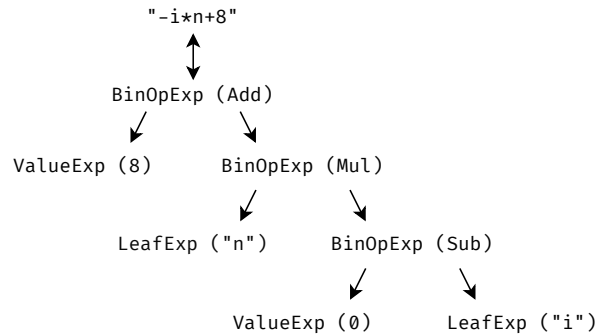 "-i*n+8"
BinOpExp (Add)
ValueExp (8) BinOpExp (Mul)
LeafExp ("n") BinOpExp (Sub)
ValueExp (0) LeafExp ("i")